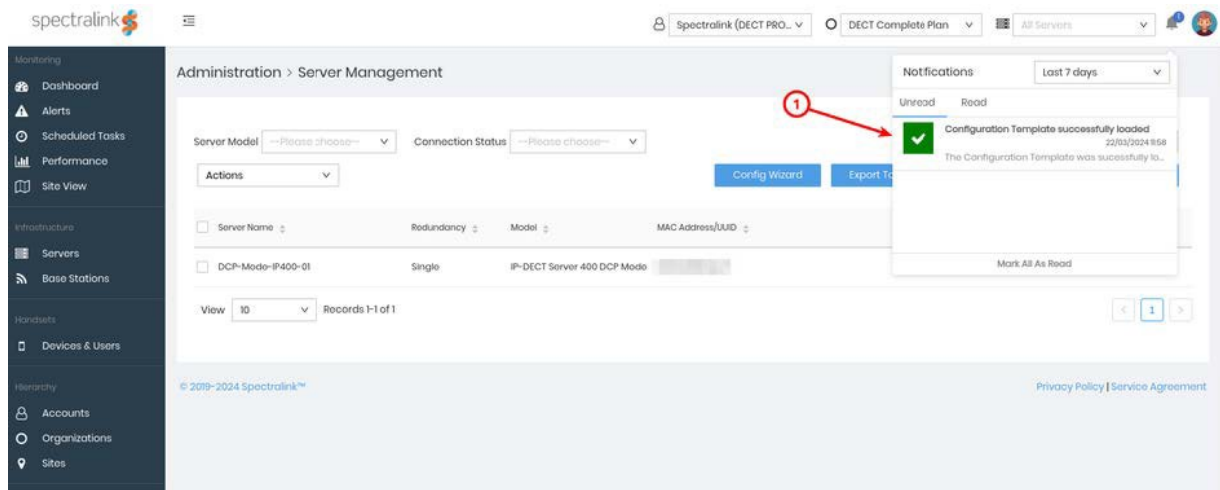 spectralink
Spectralink (DECT PRO...
DECT Complete Plan
All Servers
Monitoring
Dashboard
Alerts
Scheduled Tasks
Performance
Site View
Infrastructure
Servers
Base Stations
Handsets
Devices & Users
Hierarchy
Accounts
Organizations
Sites
Administration > Server Management
Server Model
--Please choose--
Connection Status
--Please choose--
Actions
Config Wizard
Export To
Server Name
Redundancy
Model
MAC Address/UUID
DCP-Mode-IP400-01
Single
IP-DECT Server 400 DCP Mode
View
10
Records 1-1 of 1
<
1
>
1
Notfications
Last 7 days
Unread
Read
Configuration Template successfully loaded
22/03/2024 11:58
The Configuration Template was sucessfully lo...
Mark All As Read
© 2019-2024 Spectralink™
Privacy Policy | Service Agreement